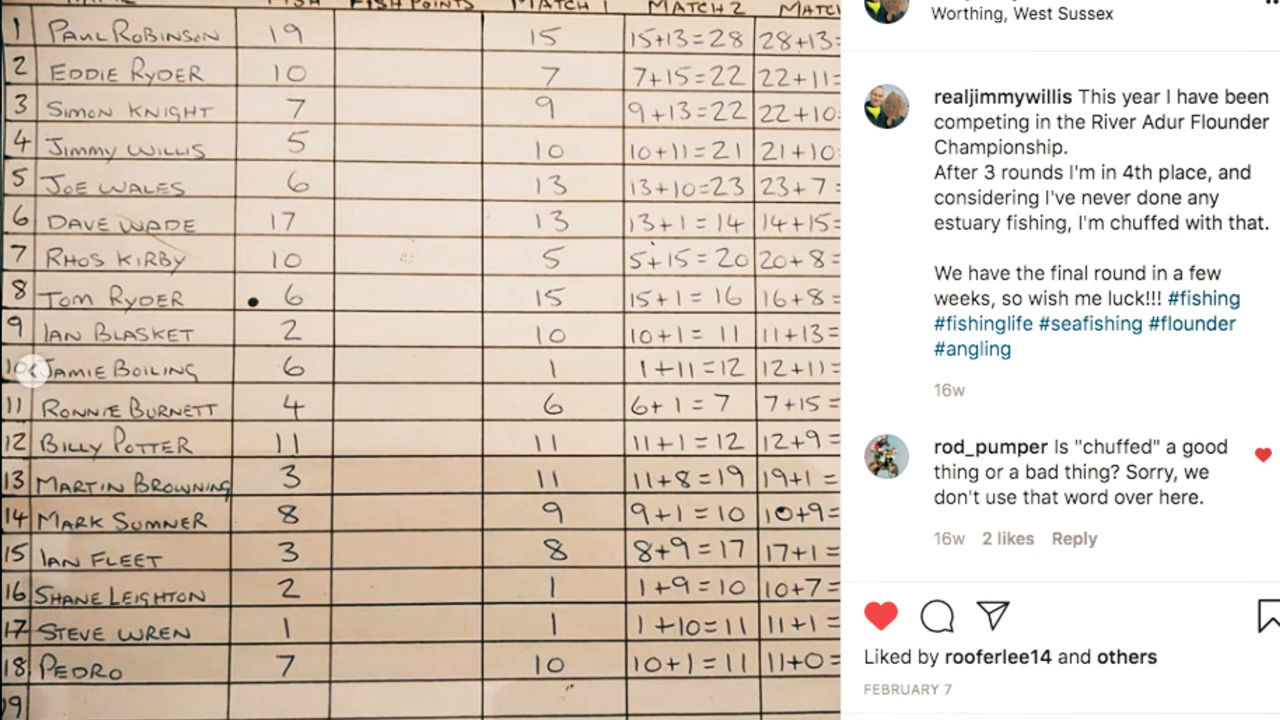 FISH FISH POINTS MATCH 1 MATCH 2 MATCH
1 PAUL ROBINSON 19 15 15+13=28 28+13=
2 EDDIE RYDER 10 7 7+15=22 22+11=
3 SIMON KNIGHT 7 9 9+13=22 22+10=
4 JIMMY WILLIS 5 10 10+11=21 21+10=
5 JOE WALES 6 13 13+10=23 23+7=
6 DAVE WADE 17 13 13+1=14 14+15=
7 RHOS KIRBY 10 5 5+15=20 20+8=
8 TOM RYDER 6 15 15+1=16 16+8=
9 IAN BLASKET 2 10 10+1=11 11+13=
10 JAMIE BOILING 6 1 1+11=12 12+11=
11 RONNIE BURNETT 4 6 6+1=7 7+15=
12 BILLY POTTER 11 11 11+1=12 12+9=
13 MARTIN BROWNING 3 11 11+8=19 19+1=
14 MARK SUMNER 8 9 9+1=10 10+9=
15 IAN FLEET 3 8 8+9=17 17+1=
16 SHANE LEIGHTON 2 1 1+9=10 10+7=
17 STEVE WREN 1 1 1+10=11 11+1=
18. PEDRO 7 10 10+1=11 11+0=
19
Worthing, West Sussex
realjimmywillis This year I have been
competing in the River Adur Flounder
Championship.
After 3 rounds I'm in 4th place, and
considering I've never done any
estuary fishing, I'm chuffed with that.
We have the final round in a few
weeks, so wish me luck!!! #fishing
#fishinglife #seafishing #flounder
#angling
16w
rod_pumper Is "chuffed" a good
thing or a bad thing? Sorry, we
don't use that word over here.
16w 2 likes Reply
Liked by rooferlee14 and others
FEBRUARY 7